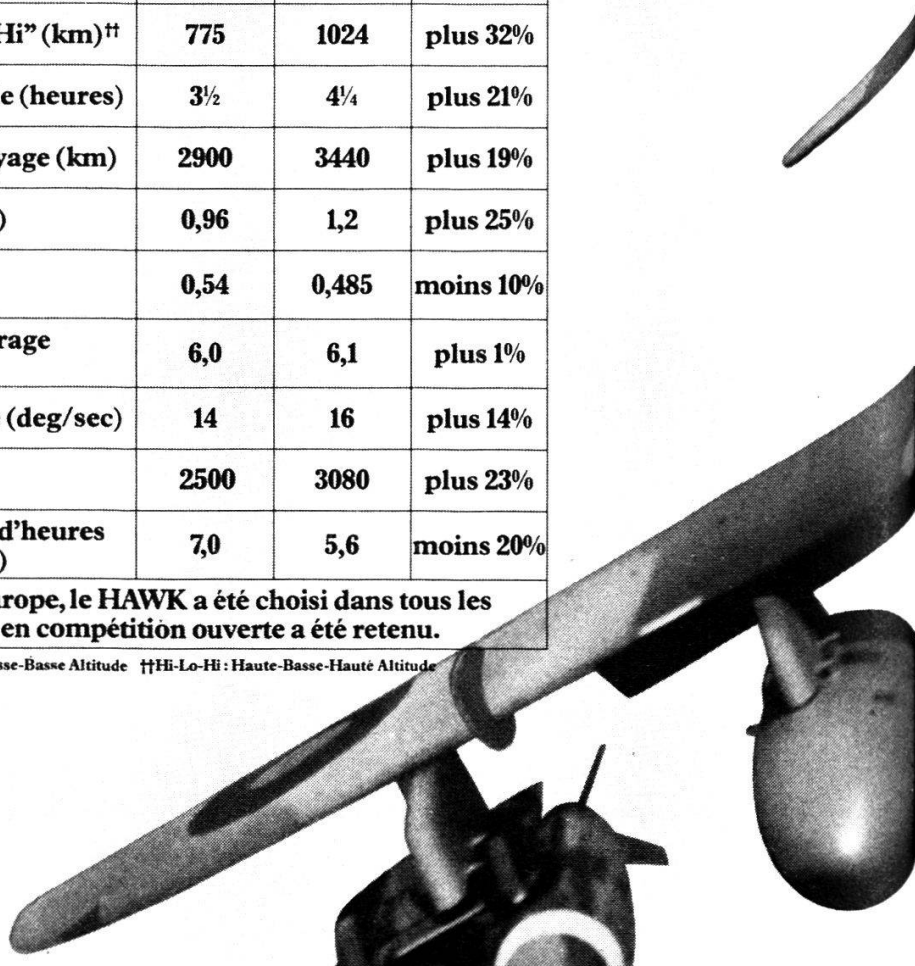 Hi” (km)†† 775 1024 plus 32%
e (heures) 3½ 4¼ plus 21%
yage (km) 2900 3440 plus 19%
) 0,96 1,2 plus 25%
0,54 0,485 moins 10%
rage 6,0 6,1 plus 1%
(deg/sec) 14 16 plus 14%
2500 3080 plus 23%
d’heures
) 7,0 5,6 moins 20%
urope, le HAWK a été choisi dans tous les
en compétition ouverte a été retenu.
sse-Basse Altitude ††Hi-Lo-Hi : Haute-Basse-Hauté Altitude